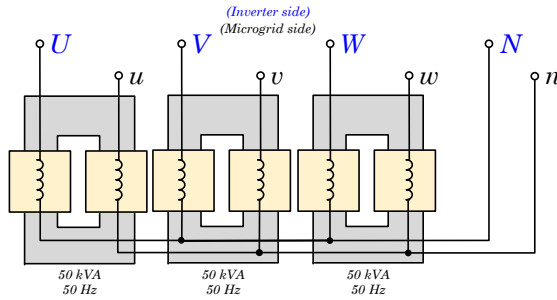 (Inverter side)
(Microgrid side)
U
V
W
N
u
v
w
n
50 kVA
50 Hz
50 kVA
50 Hz
50 kVA
50 Hz